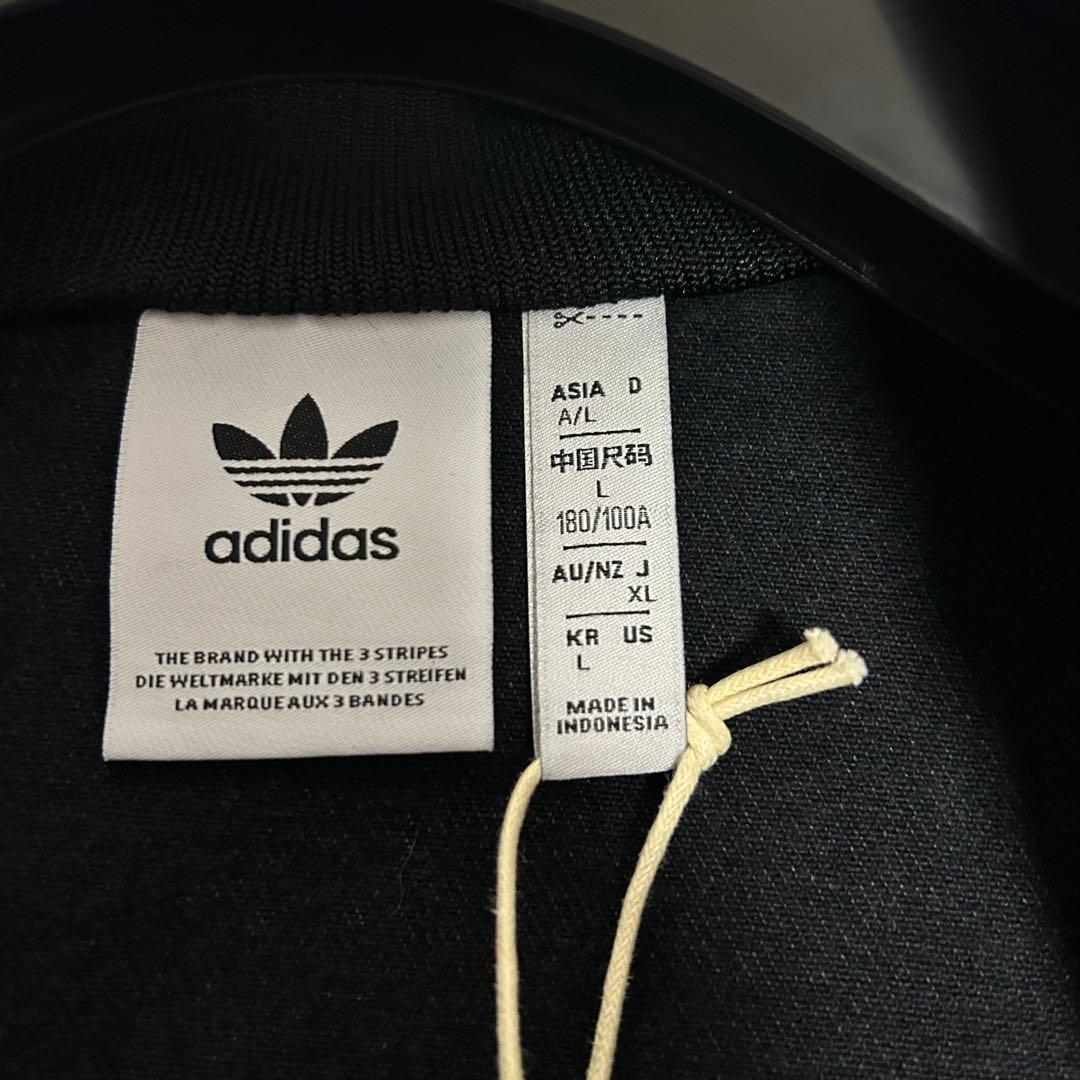 adidas
THE BRAND WITH THE 3 STRIPES
DIE WELTMARKE MIT DEN 3 STREIFEN
LA MARQUE AUX 3 BANDES
ASIA D
A/L
中国尺码
L
180/100A
AU/NZ J
XL
KR US
L
MADE IN
INDONESIA